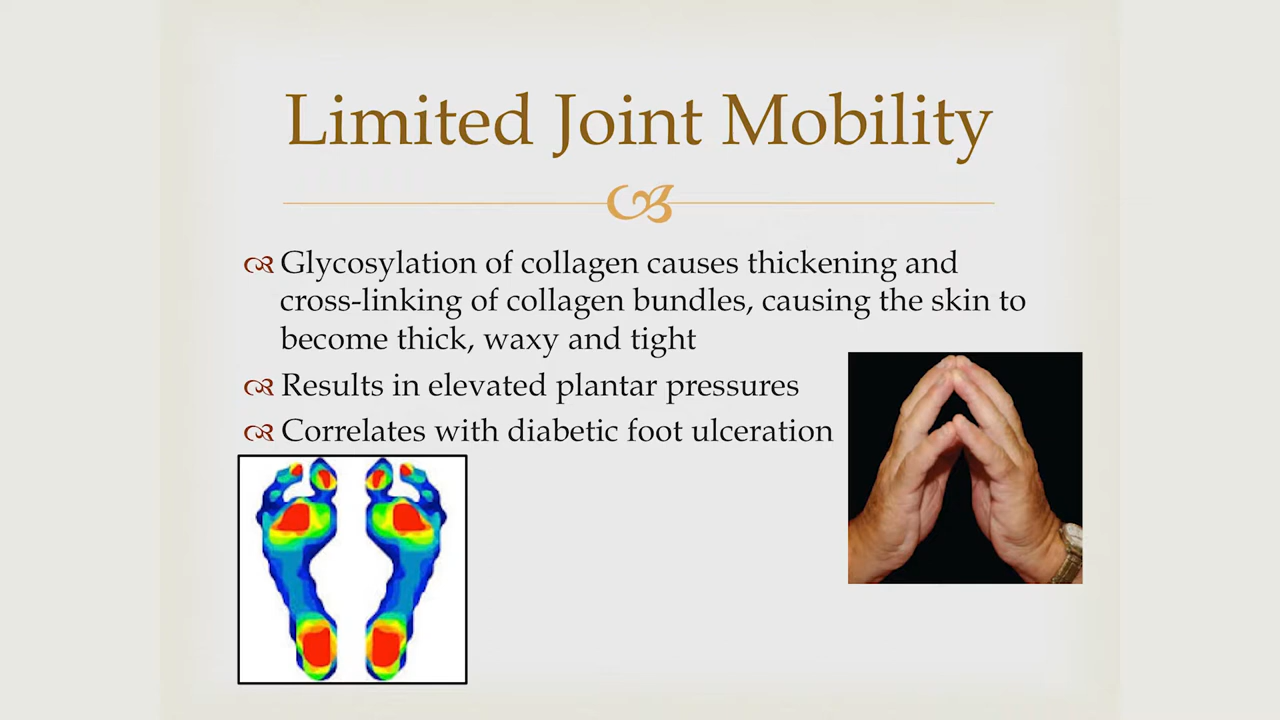 Limited Joint Mobility
Glycosylation of collagen causes thickening and
cross-linking of collagen bundles, causing the skin to
become thick, waxy and tight
Results in elevated plantar pressures
Correlates with diabetic foot ulceration